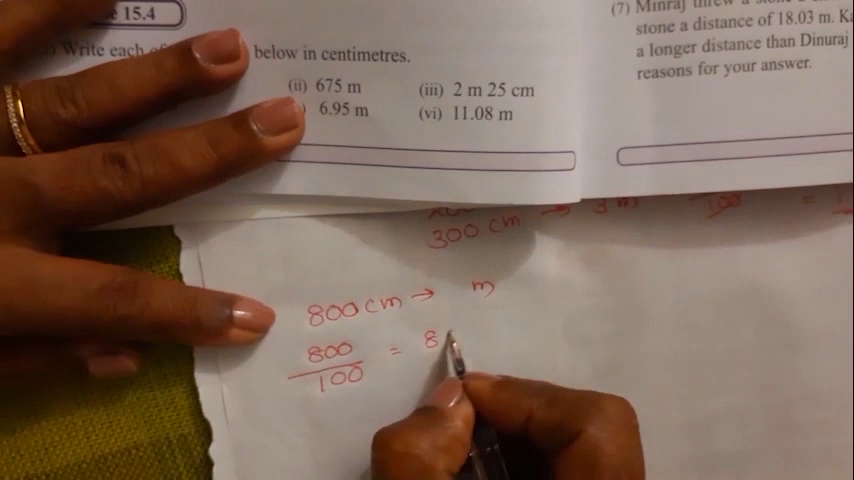 15.4
Write each
below in centimetres.
(ii) 675 m
(iii) 2 m 25 cm
6.95 m
(vi) 11.08 m
(7) Minraj threw a stone
stone a distance of 18.03 m.
a longer distance than Dinuraj
reasons for your answer.
300 cm → 3 m
100
=
800 cm → m
800
100
= 8